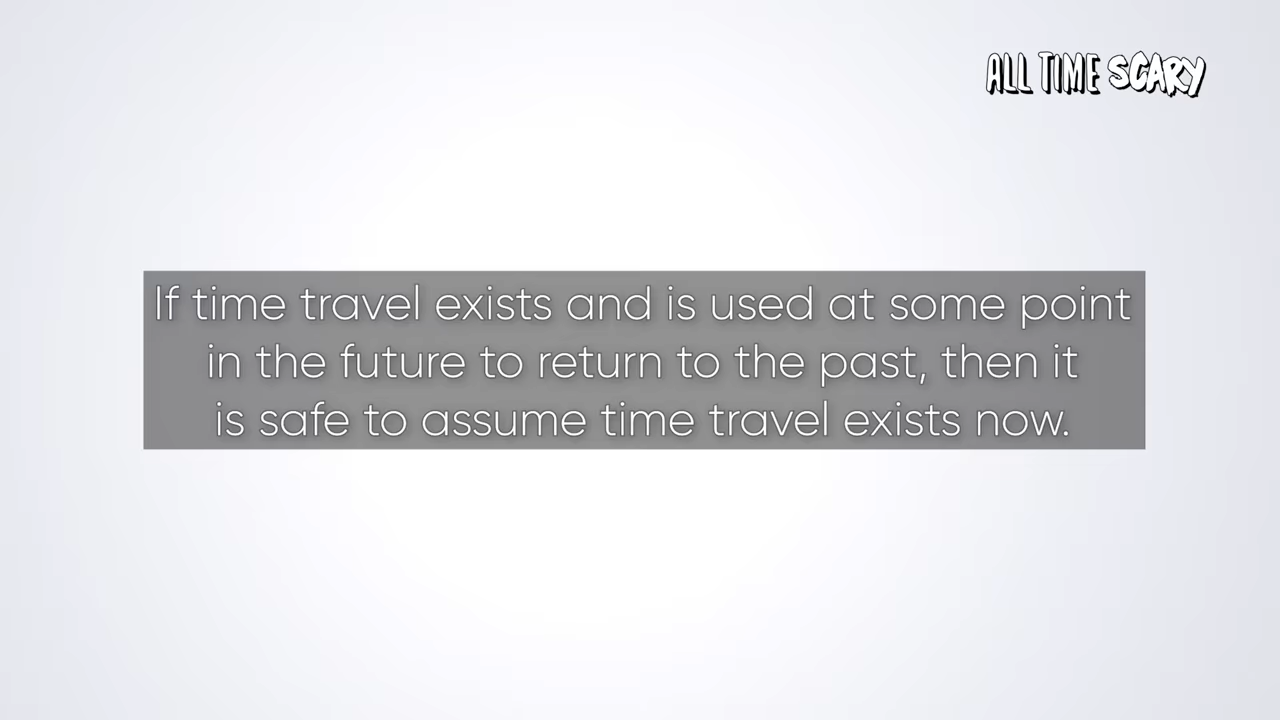 ALL TIME SCARY
If time travel exists and is used at some point
in the future to return to the past, then it
is safe to assume time travel exists now.